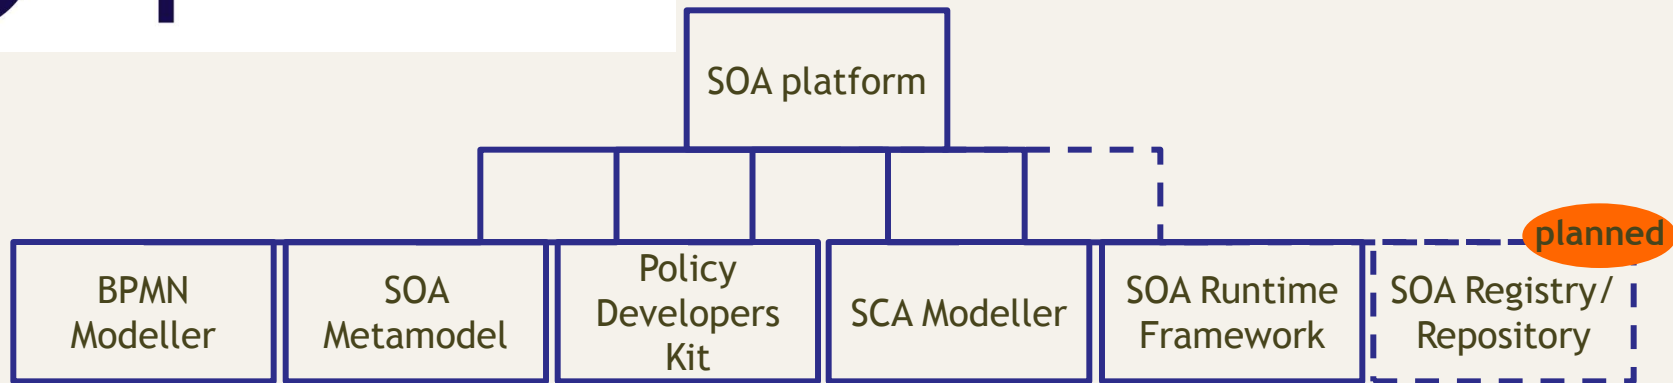 SOA platform
planned
BPMN
Modeller
SOA
Metamodel
Policy
Developers
Kit
SCA Modeller
SOA Runtime
Framework
SOA Registry/
Repository